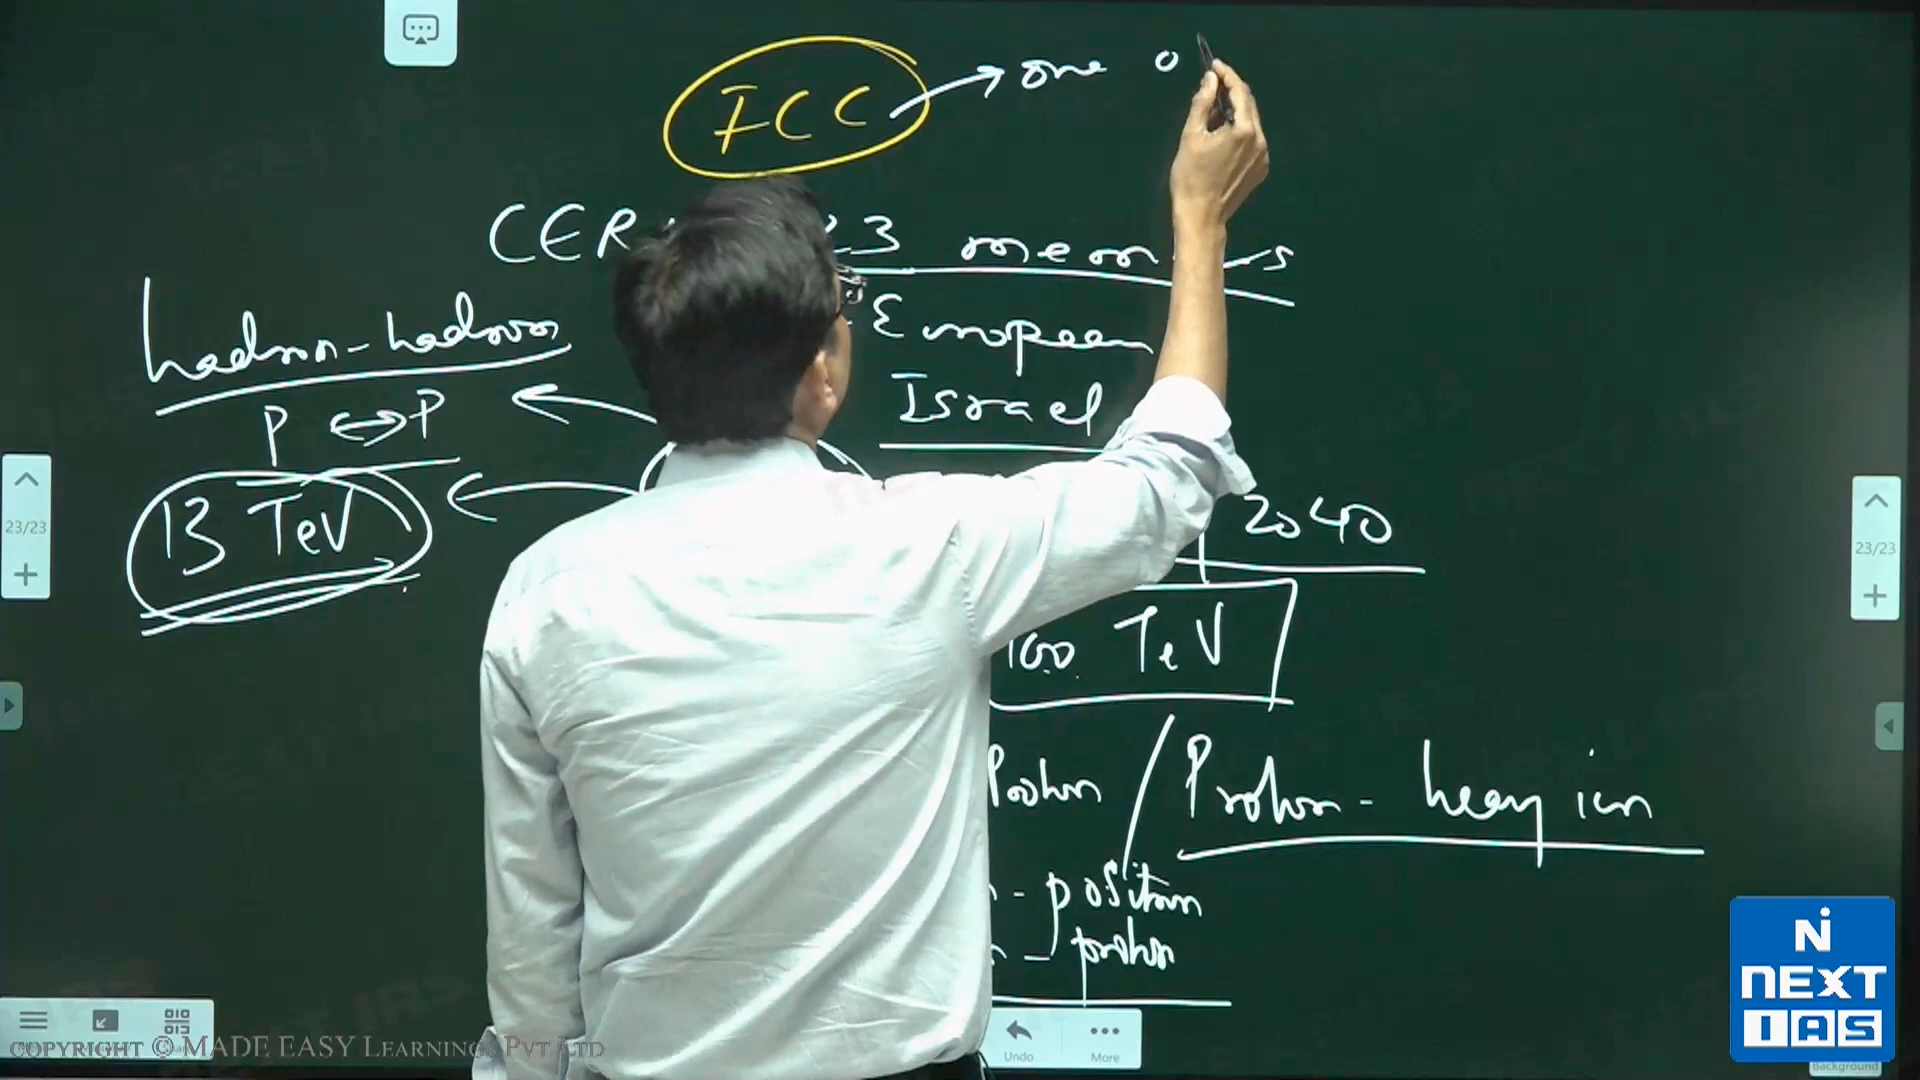 FCC → one o
CER 23 mem s
European
hadron-hadron
Israel
P ↔ P
13 TeV
2040
100 TeV
Proton / Proton - heavy ion
n - positron
n - proton
23/23
23/23
Undo
More
Background
COPYRIGHT © MADE EASY LEARNINGS PVT LTD
N
NEXT
IAS